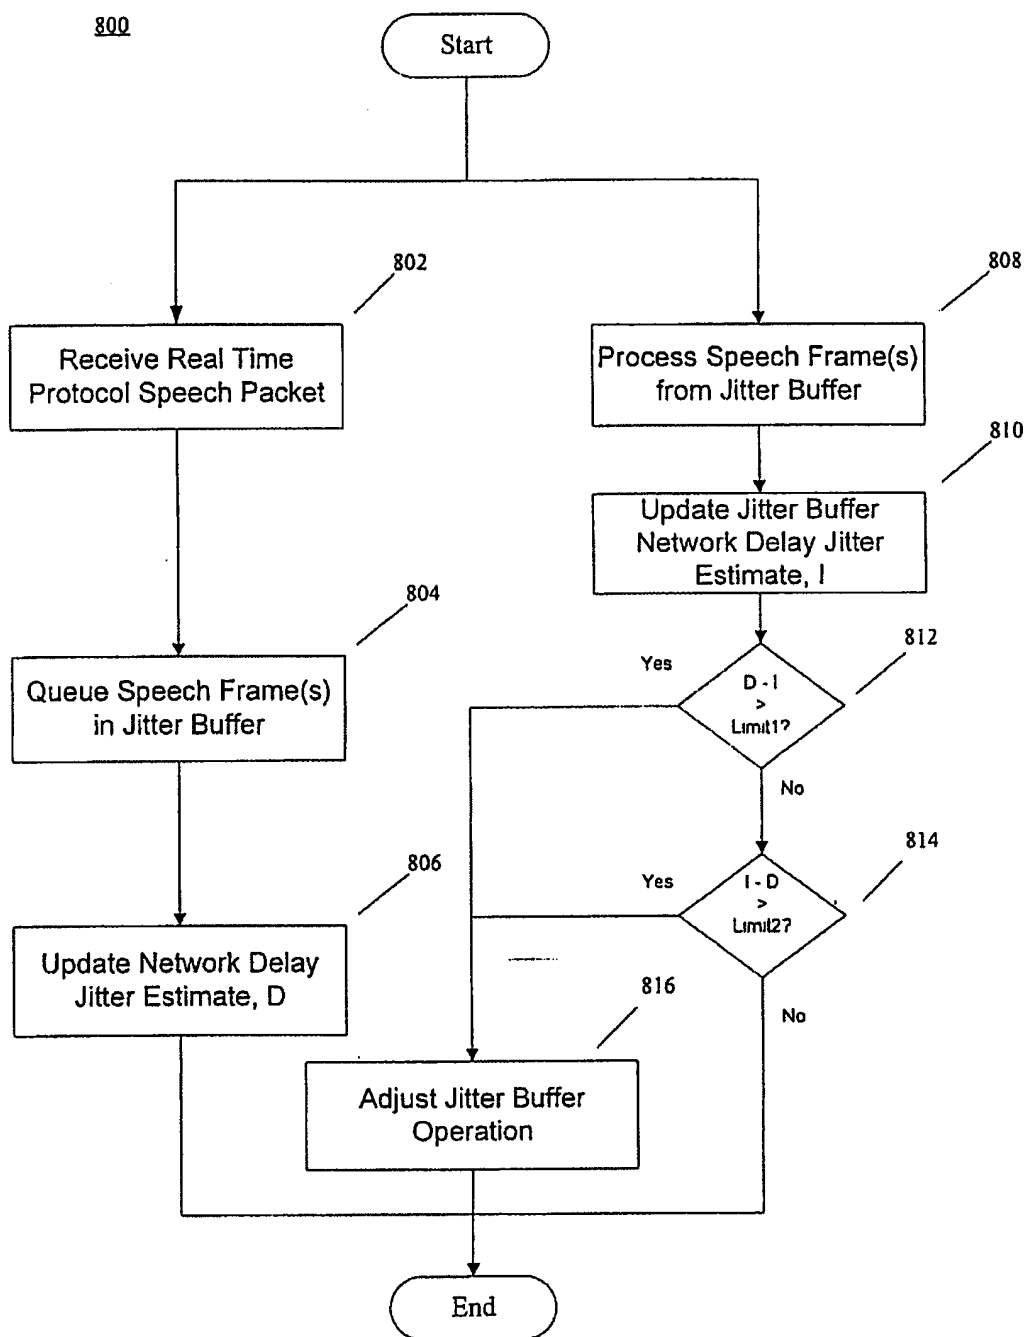 800
Start
802
808
Receive Real Time
Protocol Speech Packet
Process Speech Frame(s)
from Jitter Buffer
810
Update Jitter Buffer
Network Delay Jitter
Estimate, I
804
812
Yes
D - I
>
Limit1?
Queue Speech Frame(s)
in Jitter Buffer
No
814
806
Yes
I - D
>
Limit2?
Update Network Delay
Jitter Estimate, D
816
No
Adjust Jitter Buffer
Operation
End